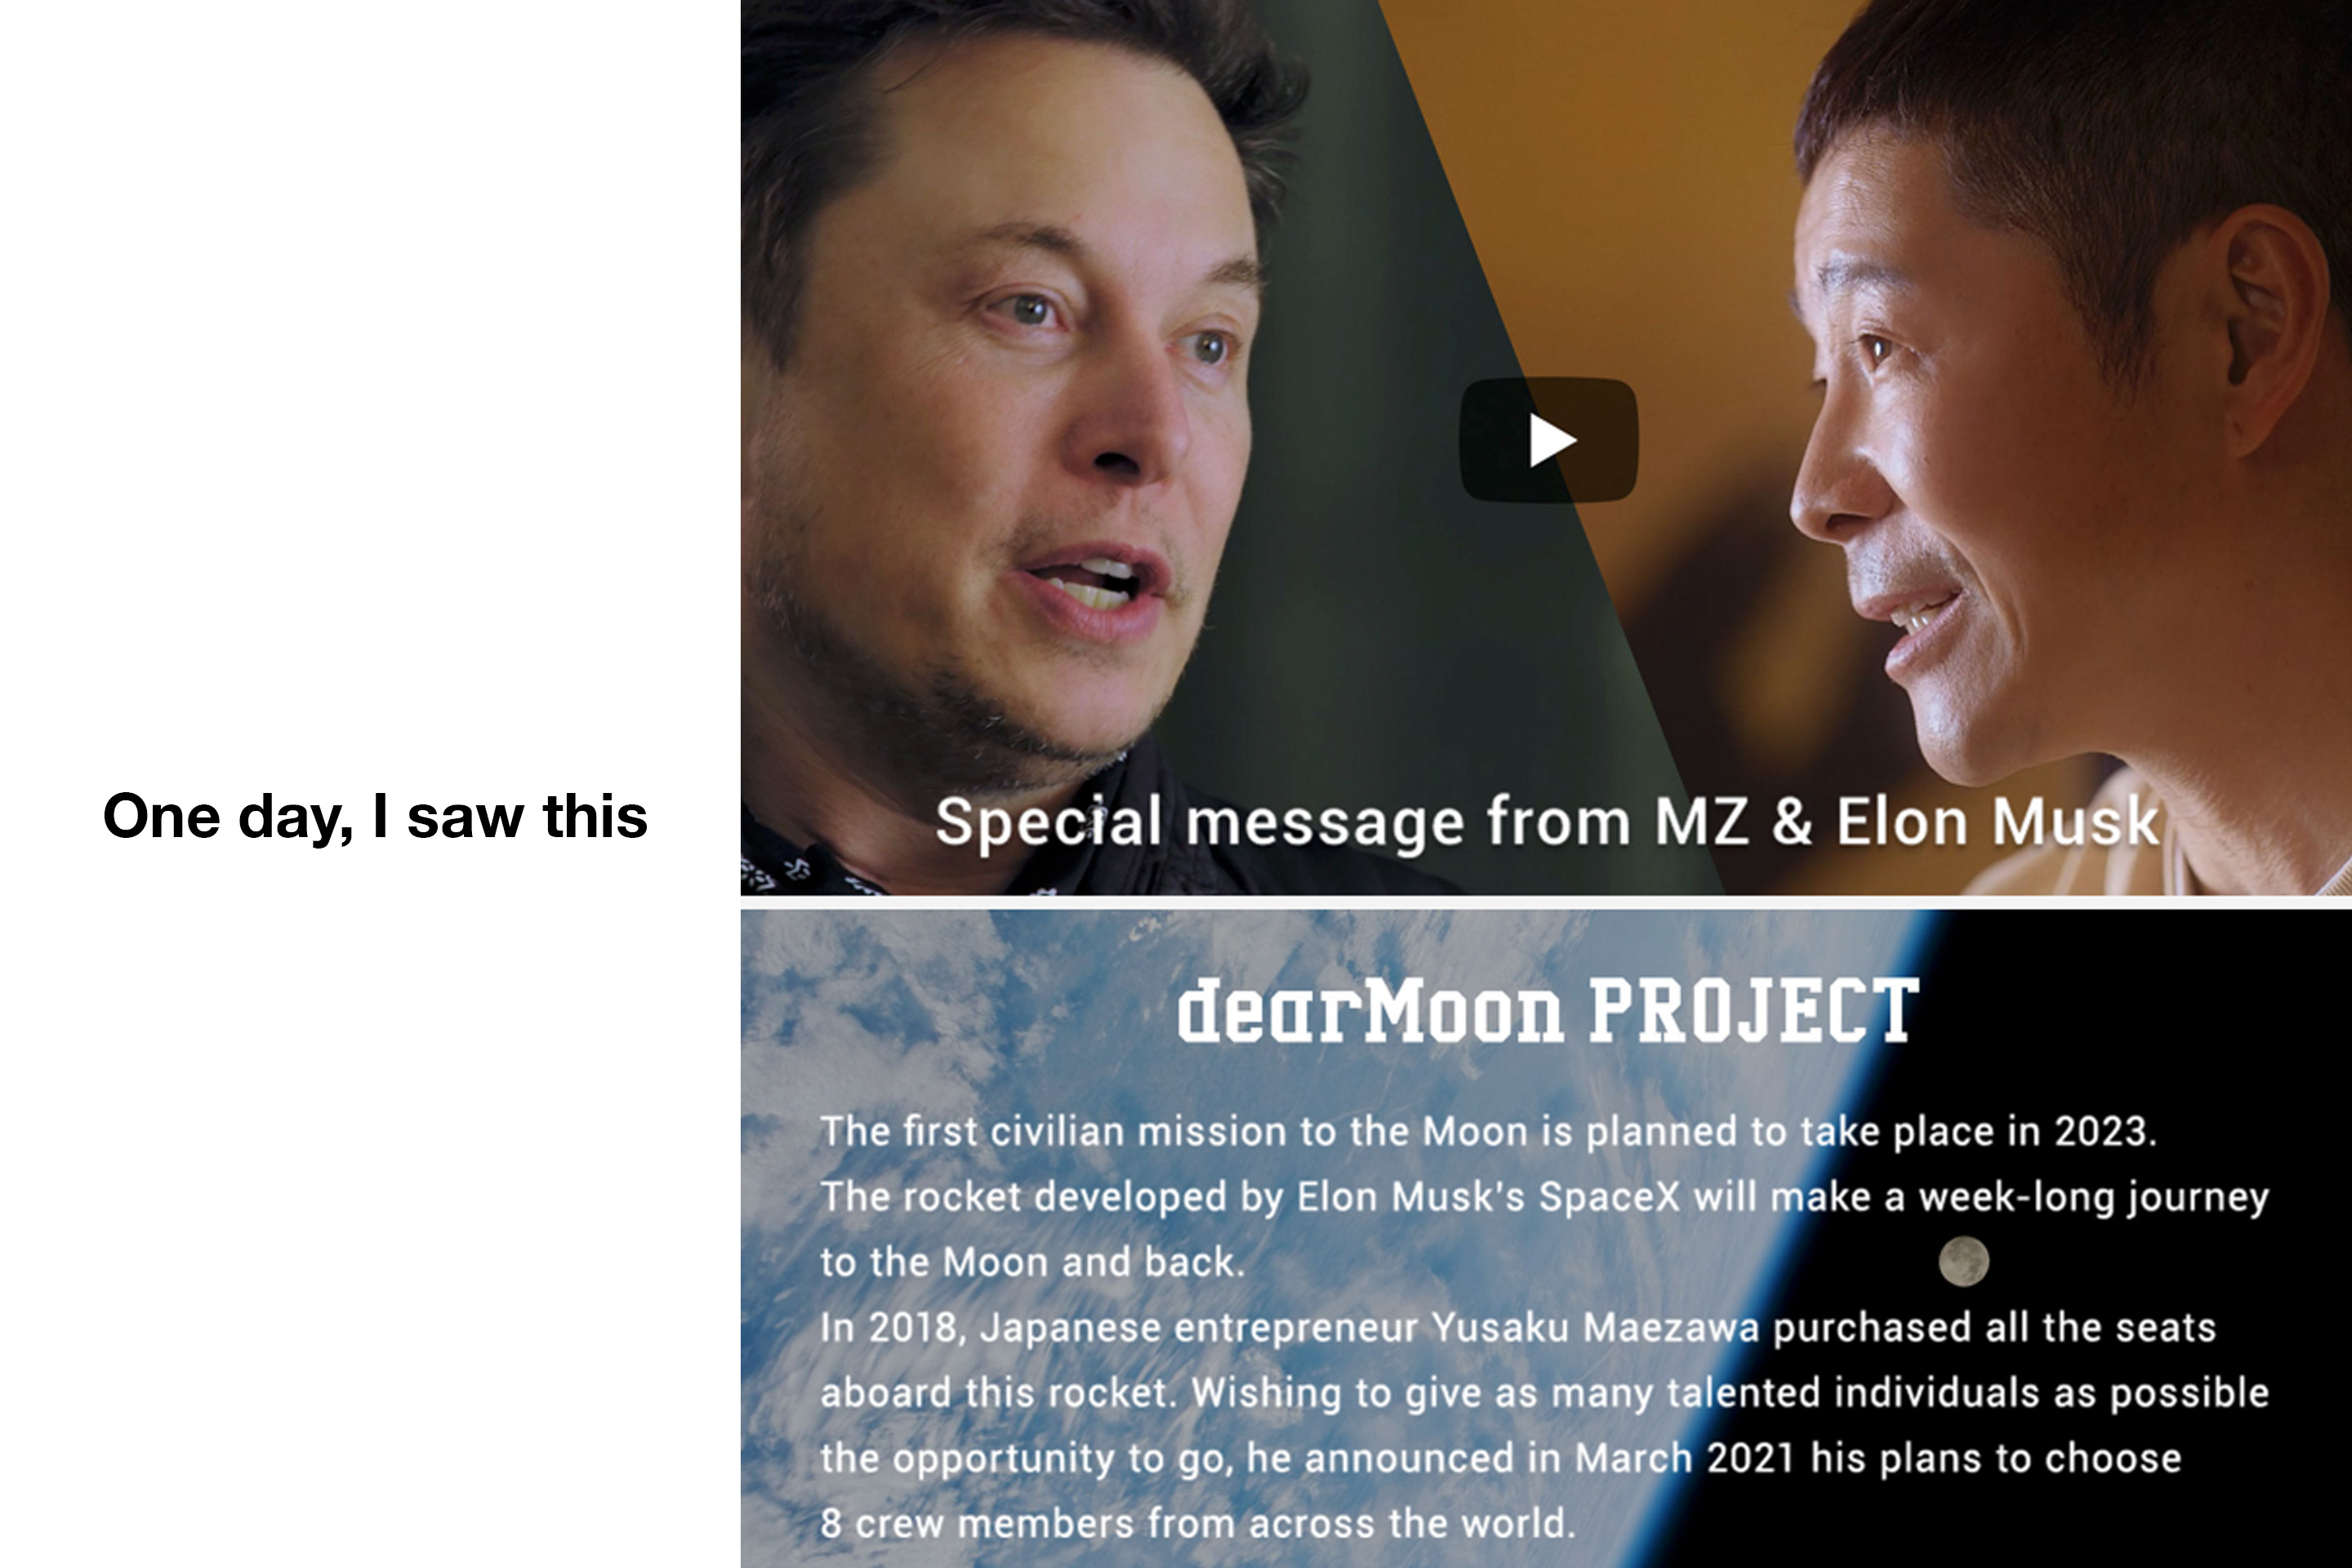 One day, I saw this
Special message from MZ & Elon Musk
dearMoon PROJECT
The first civilian mission to the Moon is planned to take place in 2023.
The rocket developed by Elon Musk's SpaceX will make a week-long journey
to the Moon and back.
In 2018, Japanese entrepreneur Yusaku Maezawa purchased all the seats
aboard this rocket. Wishing to give as many talented individuals as possible
the opportunity to go, he announced in March 2021 his plans to choose
8 crew members from across the world.